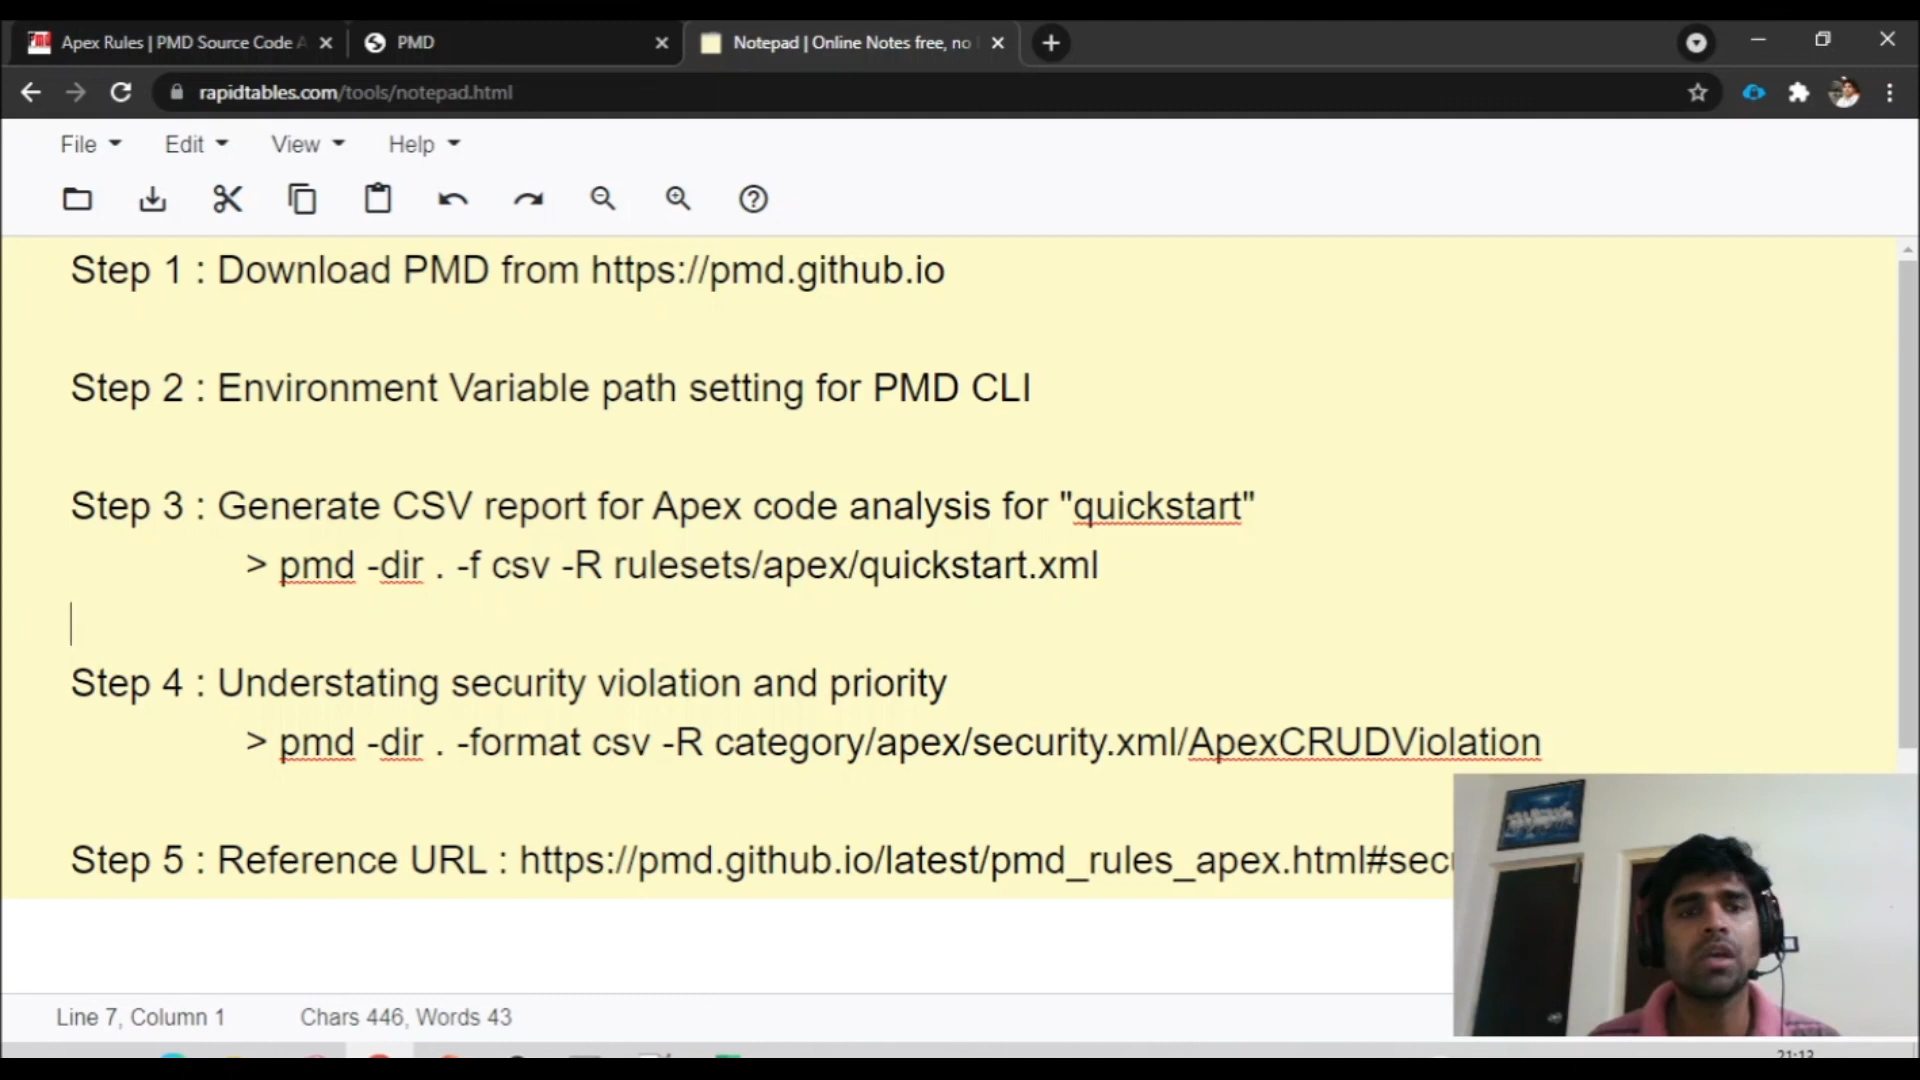 Apex Rules | PMD Source Code A
PMD
Notepad | Online Notes free, no
rapidtables.com/tools/notepad.html
File Edit View Help
Step 1 : Download PMD from https://pmd.github.io
Step 2 : Environment Variable path setting for PMD CLI
Step 3 : Generate CSV report for Apex code analysis for "quickstart"
> pmd -dir . -f csv -R rulesets/apex/quickstart.xml
Step 4 : Understating security violation and priority
> pmd -dir . -format csv -R category/apex/security.xml/ApexCRUDViolation
Step 5 : Reference URL : https://pmd.github.io/latest/pmd_rules_apex.html#secu
Line 7, Column 1 Chars 446, Words 43